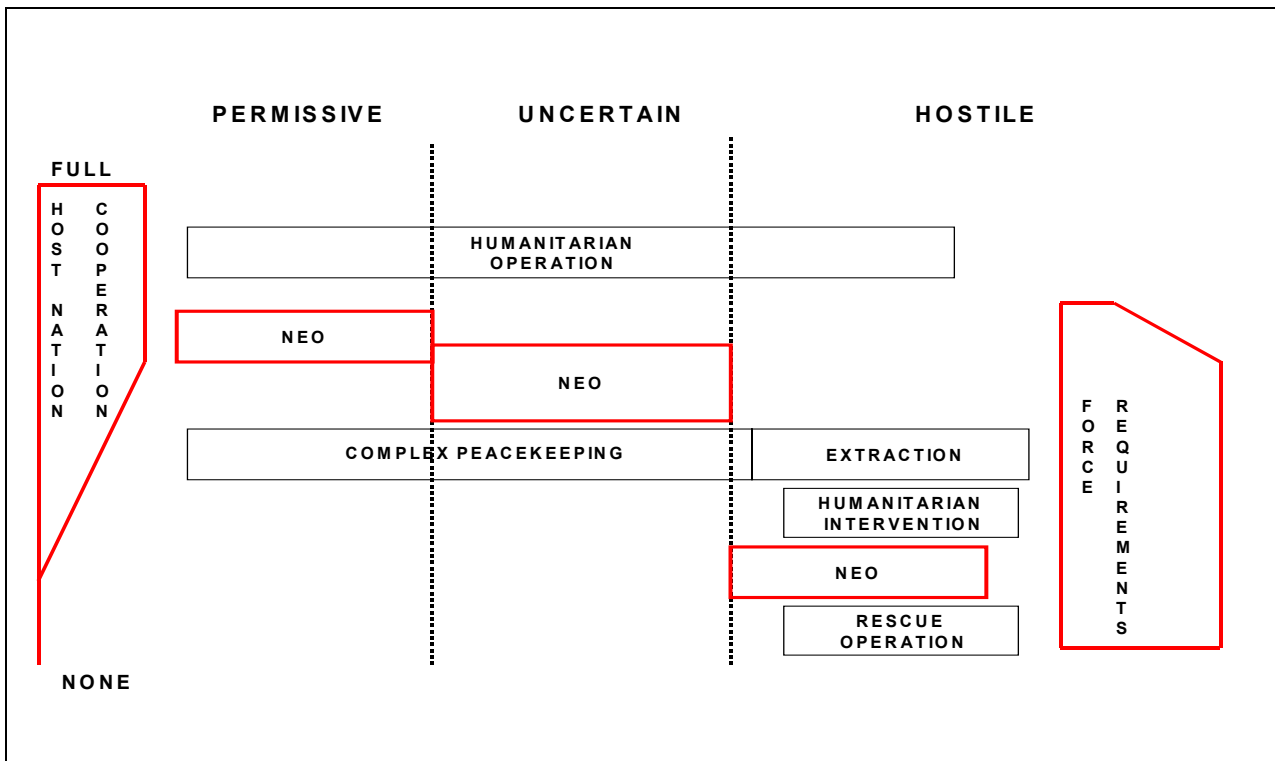 PERMISSIVE
UNCERTAIN
HOSTILE
FULL
HOST NATION
COOPERATION
HUMANITARIAN
OPERATION
NEO
NEO
COMPLEX PEACEKEEPING
EXTRACTION
HUMANITARIAN
INTERVENTION
NEO
RESCUE
OPERATION
FORCE
REQUIREMENTS
NONE